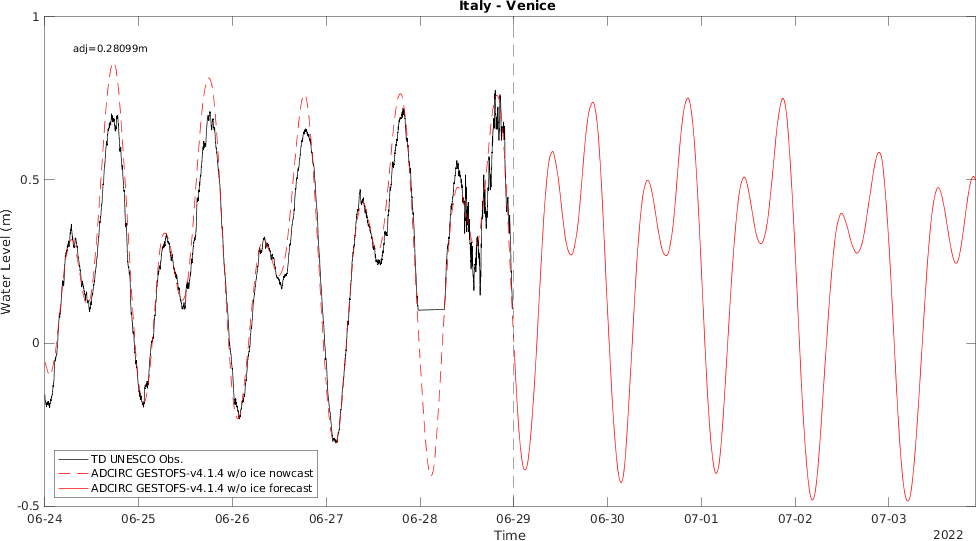 Italy - Venice
adj=0.28099m
1
0.5
0
-0.5
Water Level (m)
TD UNESCO Obs.
ADCIRC GESTOFS-v4.1.4 w/o ice nowcast
ADCIRC GESTOFS-v4.1.4 w/o ice forecast
06-24 06-25 06-26 06-27 06-28 06-29 06-30 07-01 07-02 07-03
Time
2022